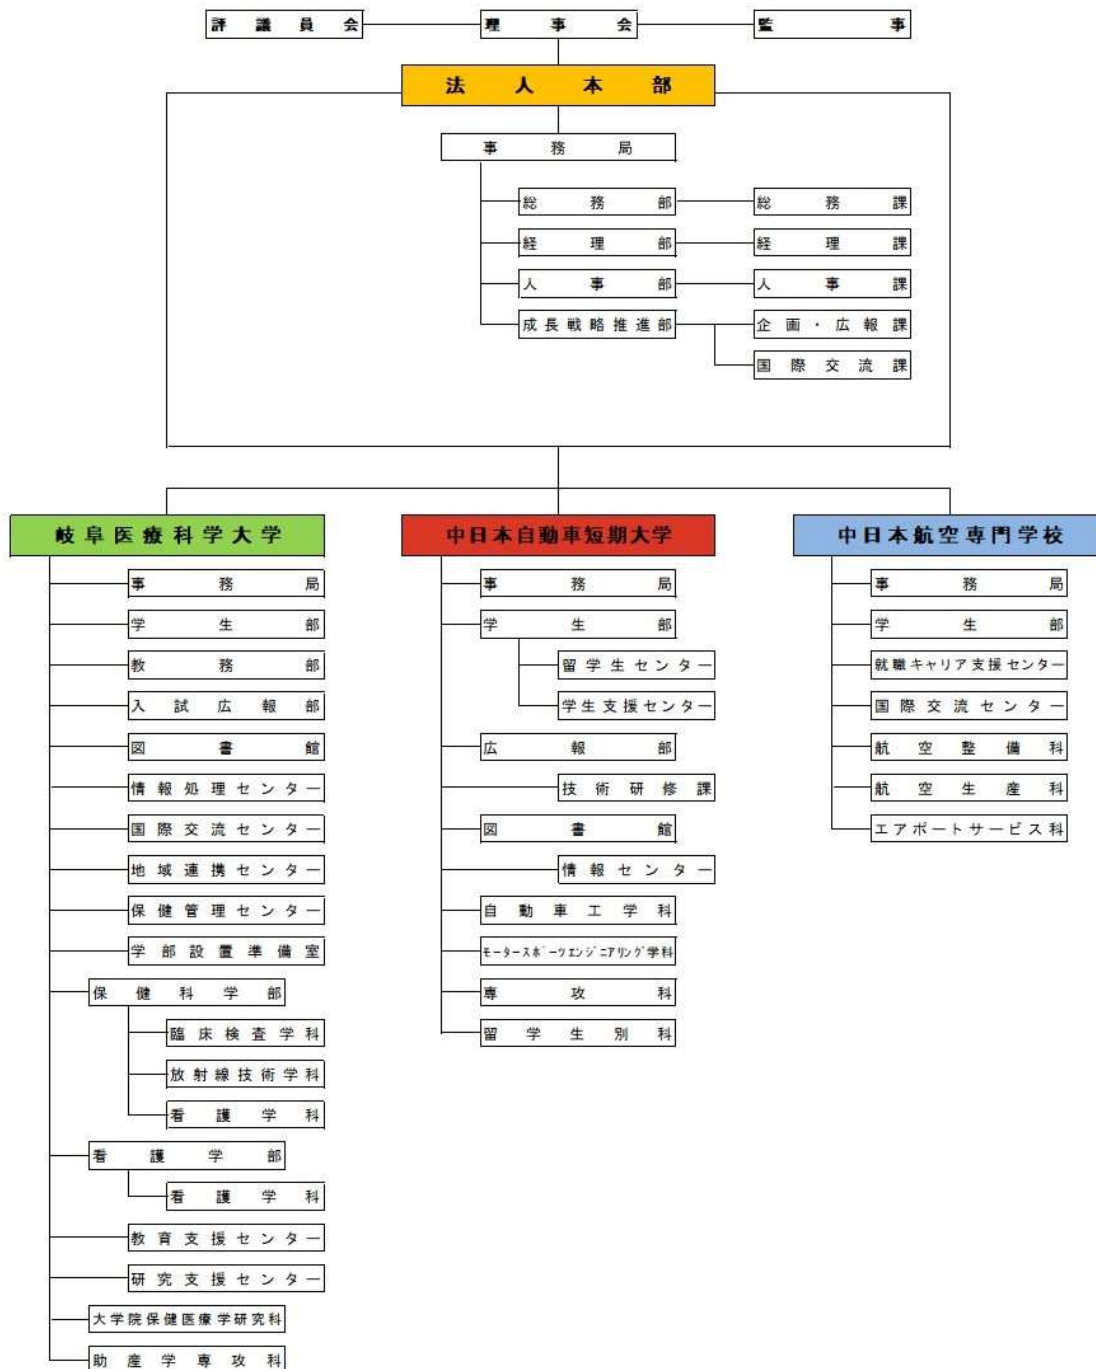 評議員会 理事会 監事
法人本部
事務局
総務部 総務課
経理部 経理課
人事部 人事課
成長戦略推進部 企画・広報課
国際交流課
岐阜医療科学大学
事務局
学生部
教務部
入試広報部
図書館
情報処理センター
国際交流センター
地域連携センター
保健管理センター
学部設置準備室
保健科学部
臨床検査学科
放射線技術学科
看護学科
看護学部
看護学科
教育支援センター
研究支援センター
大学院保健医療学研究科
助産学専攻科
中日本自動車短期大学
事務局
学生部
留学生センター
学生支援センター
広報部
技術研修課
図書館
情報センター
自動車工学科
モータースポーツエンジニアリング学科
専攻科
留学生別科
中日本航空専門学校
事務局
学生部
就職キャリア支援センター
国際交流センター
航空整備科
航空生産科
エアポートサービス科